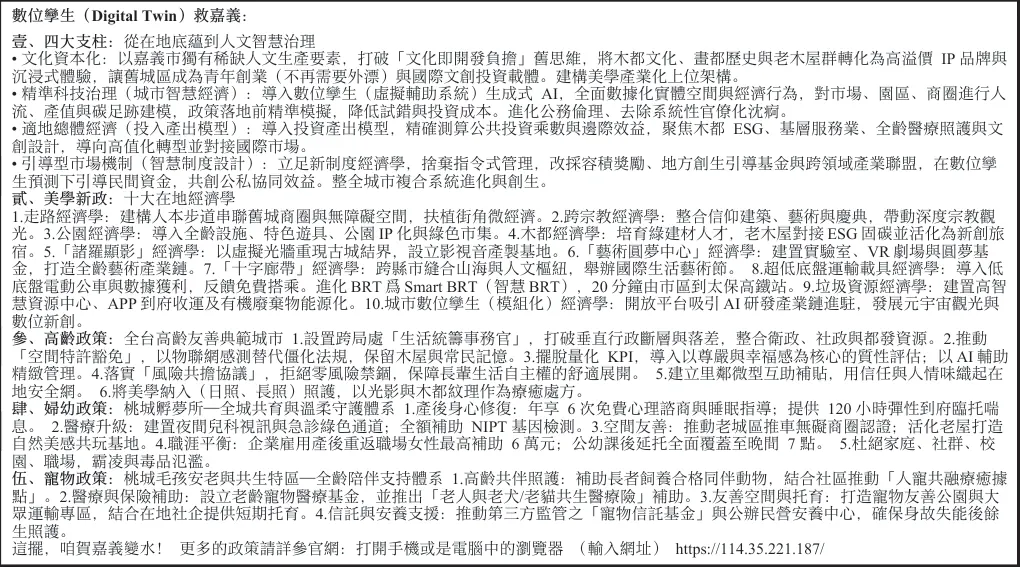 數位孿生（Digital Twin）救嘉義：
壹、四大支柱：從在地底蘊到人文智慧治理
• 文化資本化：以嘉義市獨有稀缺人文生產要素，打破「文化即開發負擔」舊思維，將木都文化、畫都歷史與老木屋群轉化為高溢價 IP 品牌與
沉浸式體驗，讓舊城區成為青年創業（不再需要外漂）與國際文創投資載體。建構美學產業化上位架構。
• 精準科技治理（城市智慧經濟）：導入數位孿生（虛擬輔助系統）生成式 AI，全面數據化實體空間與經濟行為，對市場、園區、商圈進行人
流、產值與碳足跡建模，政策落地前精準模擬，降低試錯與投資成本。進化公務倫理、去除系統性官僚化沈痾。
• 適地總體經濟（投入產出模型）：導入投資產出模型，精確測算公共投資乘數與邊際效益，聚焦木都 ESG、基層服務業、全齡醫療照護與文
創設計，導向高值化轉型並對接國際市場。
• 引導型市場機制（智慧制度設計）：立足新制度經濟學，捨棄指令式管理，改採容積獎勵、地方創生引導基金與跨領域產業聯盟，在數位孿
生預測下引導民間資金，共創公私協同效益。整全城市複合系統進化與創生。
貳、美學新政：十大在地經濟學
1.走路經濟學：建構人本步道串聯舊城商圈與無障礙空間，扶植街角微經濟。2.跨宗教經濟學：整合信仰建築、藝術與慶典，帶動深度宗教觀
光。3.公園經濟學：導入全齡設施、特色遊具、公園 IP 化與綠色市集。4.木都經濟學：培育綠建材人才，老木屋對接 ESG 固碳並活化為新創旅
宿。5.「諸羅顯影」經濟學：以虛擬光牆重現古城結界，設立影視音產製基地。6.「藝術圓夢中心」經濟學：建置實驗室、VR 劇場與圓夢基
金，打造全齡藝術產業鏈。7.「十字廊帶」經濟學：跨縣市縫合山海與人文樞紐，舉辦國際生活藝術節。 8.超低底盤運輸載具經濟學：導入低
底盤電動公車與數據獲利，反饋免費搭乘。進化 BRT 爲 Smart BRT（智慧 BRT），20 分鐘由市區到太保高鐵站。9.垃圾資源經濟學：建置高智
慧資源中心、APP 到府收運及有機廢棄物能源化。10.城市數位孿生（模組化）經濟學：開放平台吸引 AI 研發產業鏈進駐，發展元宇宙觀光與
數位新創。
參、高齡政策：全台高齡友善典範城市 1.設置跨局處「生活統籌事務官」，打破垂直行政斷層與落差，整合衛政、社政與都發資源。2.推動
「空間特許豁免」，以物聯網感測替代僵化法規，保留木屋與常民記憶。3.擺脫量化 KPI，導入以尊嚴與幸福感為核心的質性評估；以 AI 輔助
精緻管理。4.落實「風險共擔協議」，拒絕零風險禁錮，保障長輩生活自主權的舒適展開。 5.建立里鄰微型互助補貼，用信任與人情味織起在
地安全網。 6.將美學納入（日照、長照）照護，以光影與木都紋理作為療癒處方。
肆、婦幼政策：桃城孵夢所—全城共育與溫柔守護體系 1.產後身心修復：年享 6 次免費心理諮商與睡眠指導；提供 120 小時彈性到府臨托喘
息。 2.醫療升級：建置夜間兒科視訊與急診綠色通道；全額補助 NIPT 基因檢測。3.空間友善：推動老城區推車無礙商圈認證；活化老屋打造
自然美感共玩基地。4.職涯平衡：企業雇用產後重返職場女性最高補助 6 萬元；公幼課後延托全面覆蓋至晚間 7 點。 5.杜絕家庭、社群、校
園、職場，霸凌與毒品氾濫。
伍、寵物政策：桃城毛孩安老與共生特區—全齡陪伴支持體系 1.高齡共伴照護：補助長者飼養合格同伴動物，結合社區推動「人寵共融療癒據
點」。2.醫療與保險補助：設立老齡寵物醫療基金，並推出「老人與老犬/老貓共生醫療險」補助。3.友善空間與托育：打造寵物友善公園與大
眾運輸專區，結合在地社企提供短期托育。4.信託與安養支援：推動第三方監管之「寵物信託基金」與公辦民營安養中心，確保身故失能後餘
生照護。
這擺，咱賀嘉義變水！ 更多的政策請詳參官網：打開手機或是電腦中的瀏覽器 （輸入網址） https://114.35.221.187/